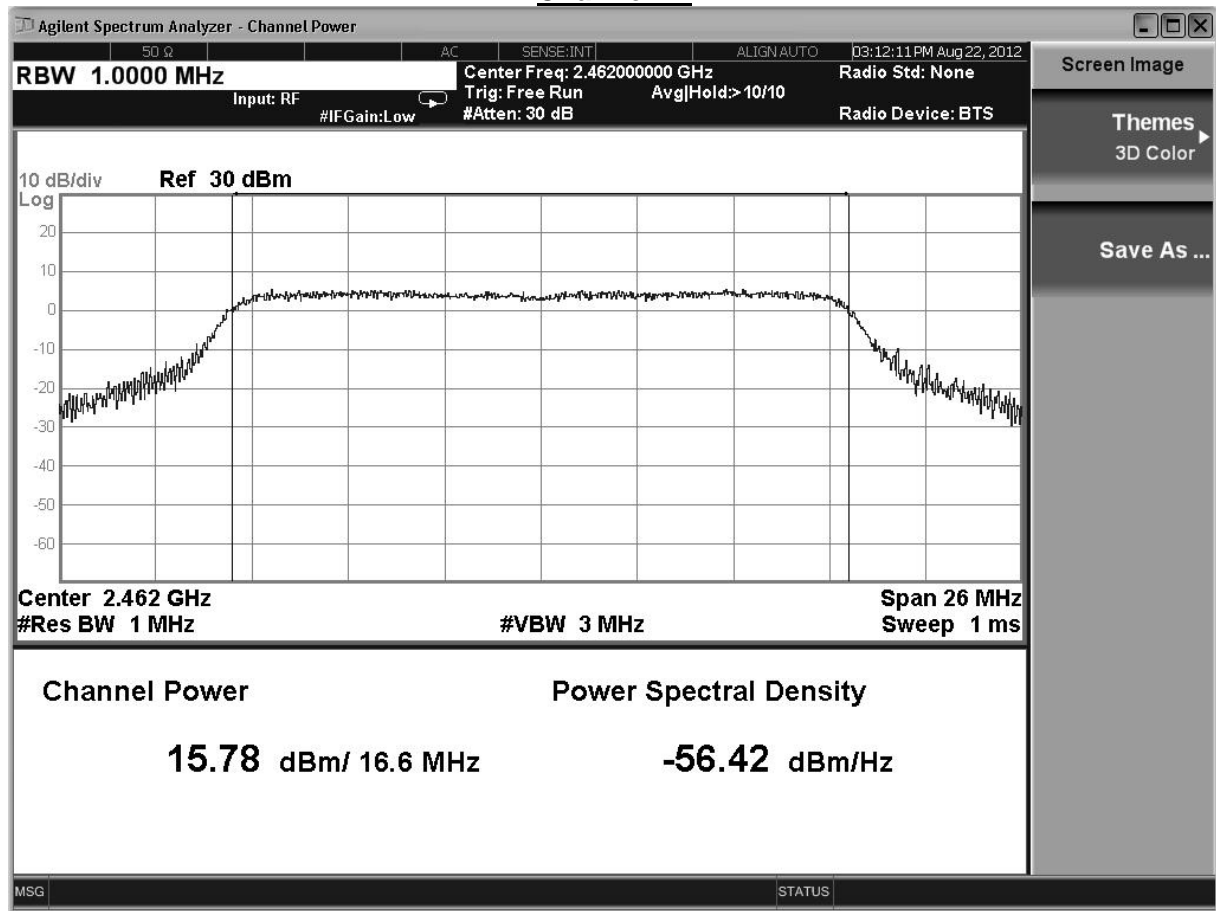 Agilent Spectrum Analyzer - Channel Power
50 Ω AC SENSE:INT ALIGN AUTO 03:12:11 PM Aug 22, 2012
RBW 1.0000 MHz
Center Freq: 2.462000000 GHz
Radio Std: None
Input: RF
Trig: Free Run
Avg|Hold:>10/10
#IFGain:Low
#Atten: 30 dB
Radio Device: BTS
10 dB/div
Ref 30 dBm
Log
20
10
0
-10
-20
-30
-40
-50
-60
Center 2.462 GHz
Span 26 MHz
#Res BW 1 MHz
#VBW 3 MHz
Sweep 1 ms
Channel Power
Power Spectral Density
15.78 dBm/ 16.6 MHz
-56.42 dBm/Hz
MSG
STATUS
Screen Image
Themes
3D Color
Save As ...